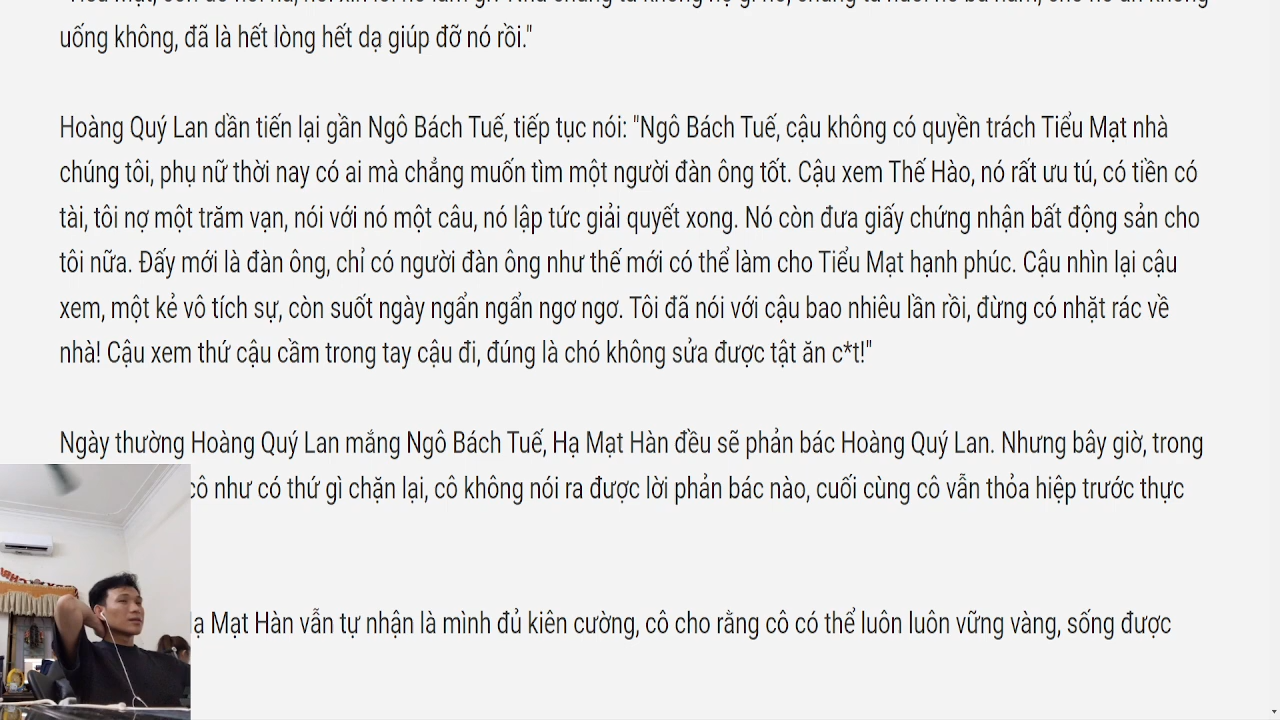 uống không, đã là hết lòng hết dạ giúp đỡ nó rồi."
Hoàng Quý Lan dần tiến lại gần Ngô Bách Tuế, tiếp tục nói: "Ngô Bách Tuế, cậu không có quyền trách Tiểu Mạt nhà
chúng tôi, phụ nữ thời nay có ai mà chẳng muốn tìm một người đàn ông tốt. Cậu xem Thế Hào, nó rất ưu tú, có tiền có
tài, tôi nợ một trăm vạn, nói với nó một câu, nó lập tức giải quyết xong. Nó còn đưa giấy chứng nhận bất động sản cho
tôi nữa. Đấy mới là đàn ông, chỉ có người đàn ông như thế mới có thể làm cho Tiểu Mạt hạnh phúc. Cậu nhìn lại cậu
xem, một kẻ vô tích sự, còn suốt ngày ngẩn ngẩn ngơ ngơ. Tôi đã nói với cậu bao nhiêu lần rồi, đừng có nhặt rác về
nhà! Cậu xem thứ cậu cầm trong tay cậu đi, đúng là chó không sửa được tật ăn c*t!"
Ngày thường Hoàng Quý Lan mắng Ngô Bách Tuế, Hạ Mạt Hàn đều sẽ phản bác Hoàng Quý Lan. Nhưng bây giờ, trong
cô như có thứ gì chặn lại, cô không nói ra được lời phản bác nào, cuối cùng cô vẫn thỏa hiệp trước thực
Mạt Hàn vẫn tự nhận là mình đủ kiên cường, cô cho rằng cô có thể luôn luôn vững vàng, sống được